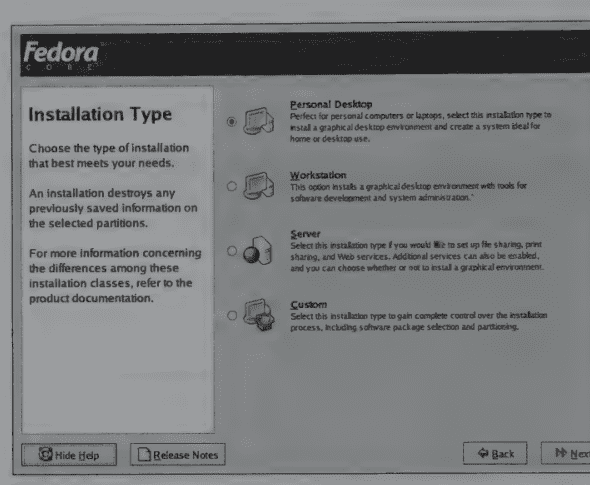 Fedora
CORE
Installation Type
Choose the type of installation
that best meets your needs.
An installation destroys any
previously saved information on
the selected partitions.
For more information concerning
the differences among these
installation classes, refer to the
product documentation.
Personal Desktop
Perfect for personal computers or laptops, select this installation type to
install a graphical desktop environment and create a system ideal for
home or desktop use.
Workstation
This option installs a graphical desktop environment with tools for
software development and system administration.
Server
Select this installation type if you would like to set up file sharing, print
sharing, and Web services. Additional services can also be enabled,
and you can choose whether or not to install a graphical environment.
Custom
Select this installation type to gain complete control over the installation
process, including software package selection and partitioning.
Hide Help
Release Notes
Back
Nex